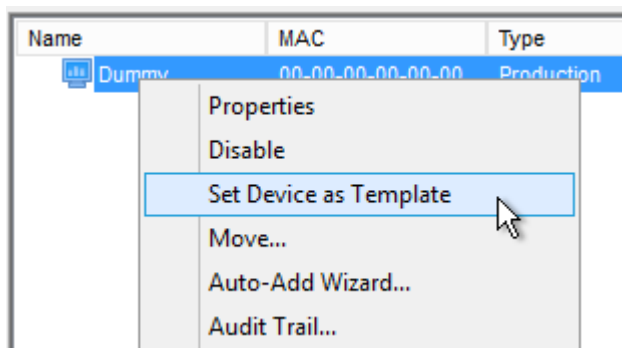 Name MAC Type
Dummy 00-00-00-00-00-00 Production
Properties
Disable
Set Device as Template
Move...
Auto-Add Wizard...
Audit Trail...